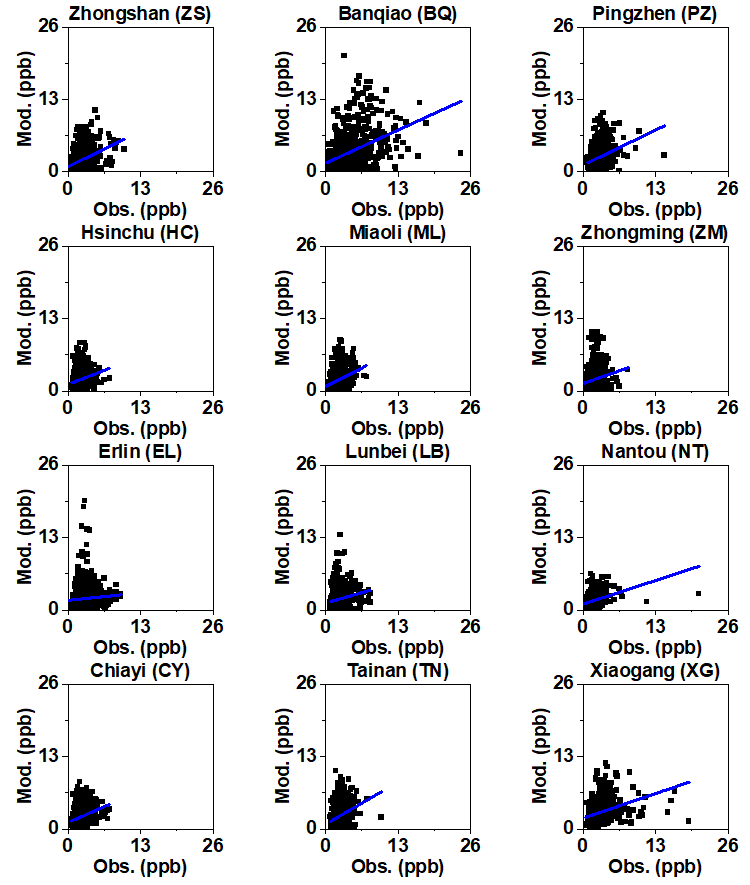 Zhongshan (ZS) Banqiao (BQ) Pingzhen (PZ)
26 26 26
Mod. (ppb) Mod. (ppb) Mod. (ppb)
13 13 13
0 0 0
0 13 26 0 13 26 0 13 26
Obs. (ppb) Obs. (ppb) Obs. (ppb)
Hsinchu (HC) Miaoli (ML) Zhongming (ZM)
26 26 26
Mod. (ppb) Mod. (ppb) Mod. (ppb)
13 13 13
0 0 0
0 13 26 0 13 26 0 13 26
Obs. (ppb) Obs. (ppb) Obs. (ppb)
Erlin (EL) Lunbei (LB) Nantou (NT)
26 26 26
Mod. (ppb) Mod. (ppb) Mod. (ppb)
13 13 13
0 0 0
0 13 26 0 13 26 0 13 26
Obs. (ppb) Obs. (ppb) Obs. (ppb)
Chiayi (CY) Tainan (TN) Xiaogang (XG)
26 26 26
Mod. (ppb) Mod. (ppb) Mod. (ppb)
13 13 13
0 0 0
0 13 26 0 13 26 0 13 26
Obs. (ppb) Obs. (ppb) Obs. (ppb)